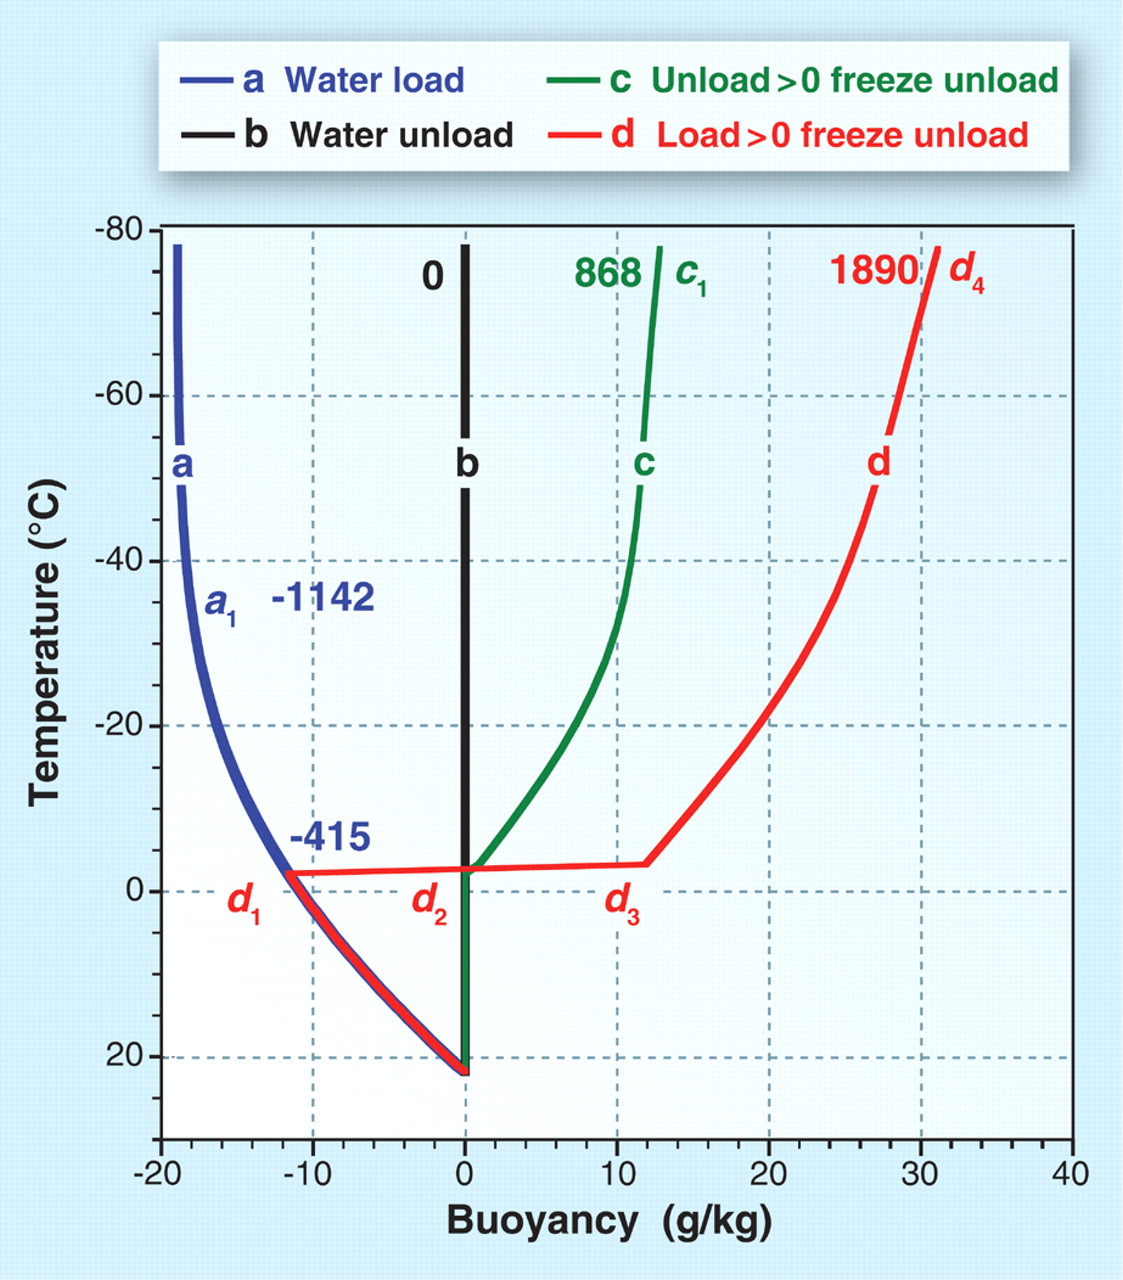 a Water load
b Water unload
c Unload>0 freeze unload
d Load>0 freeze unload
-80
-60
-40
-20
0
20
Temperature (°C)
0
868 c1
1890 d4
a
b
c
d
a1 -1142
-415
d1
d2
d3
-20
-10
0
10
20
30
40
Buoyancy (g/kg)